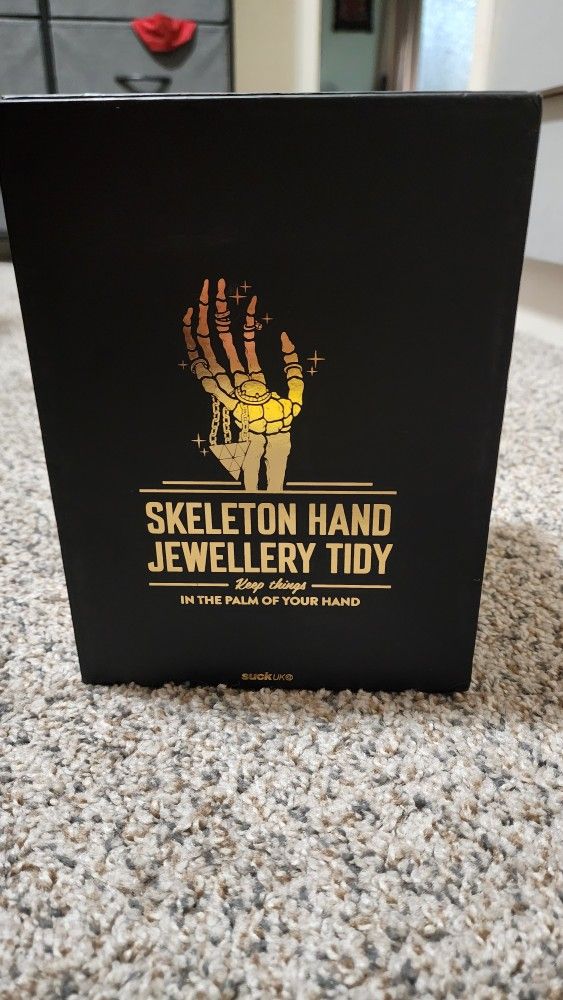 SKELETON HAND
JEWELLERY TIDY
Keep things
IN THE PALM OF YOUR HAND
suck UK